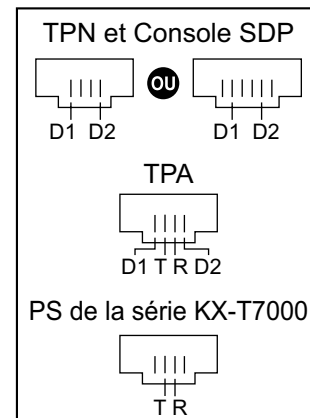 TPN et Console SDP
OU
D1 D2 D1 D2
TPA
D1 T R D2
PS de la série KX-T7000
T R